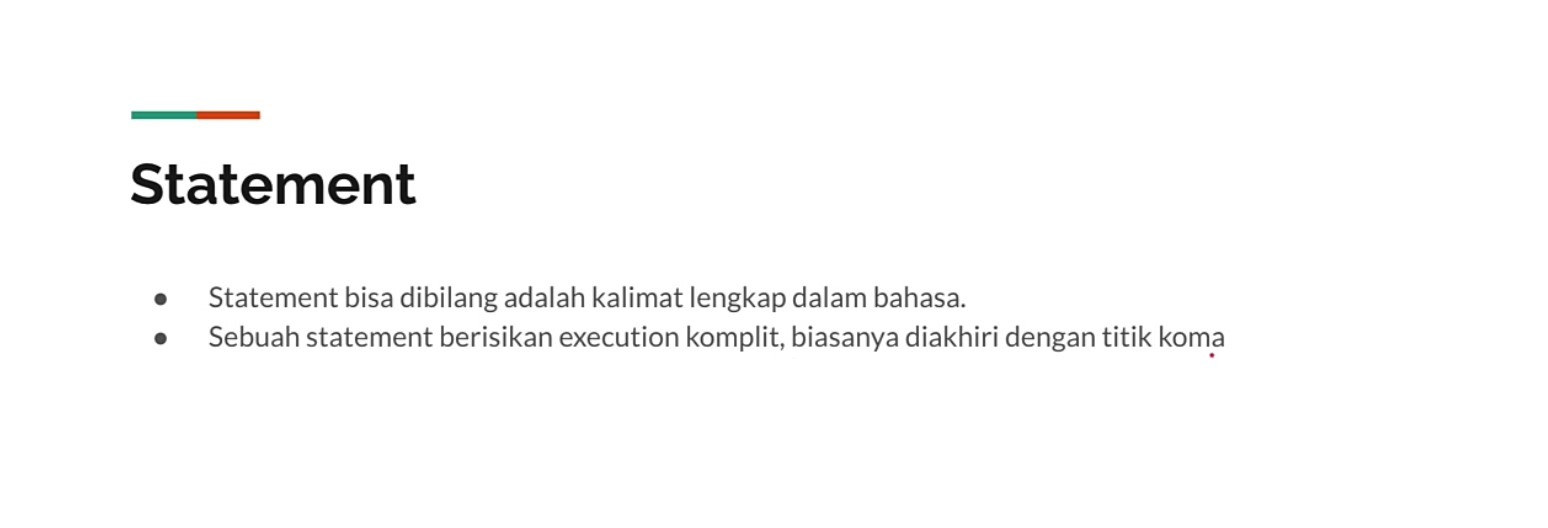 Statement
● Statement bisa dibilang adalah kalimat lengkap dalam bahasa.
● Sebuah statement berisikan execution komplit, biasanya diakhiri dengan titik koma